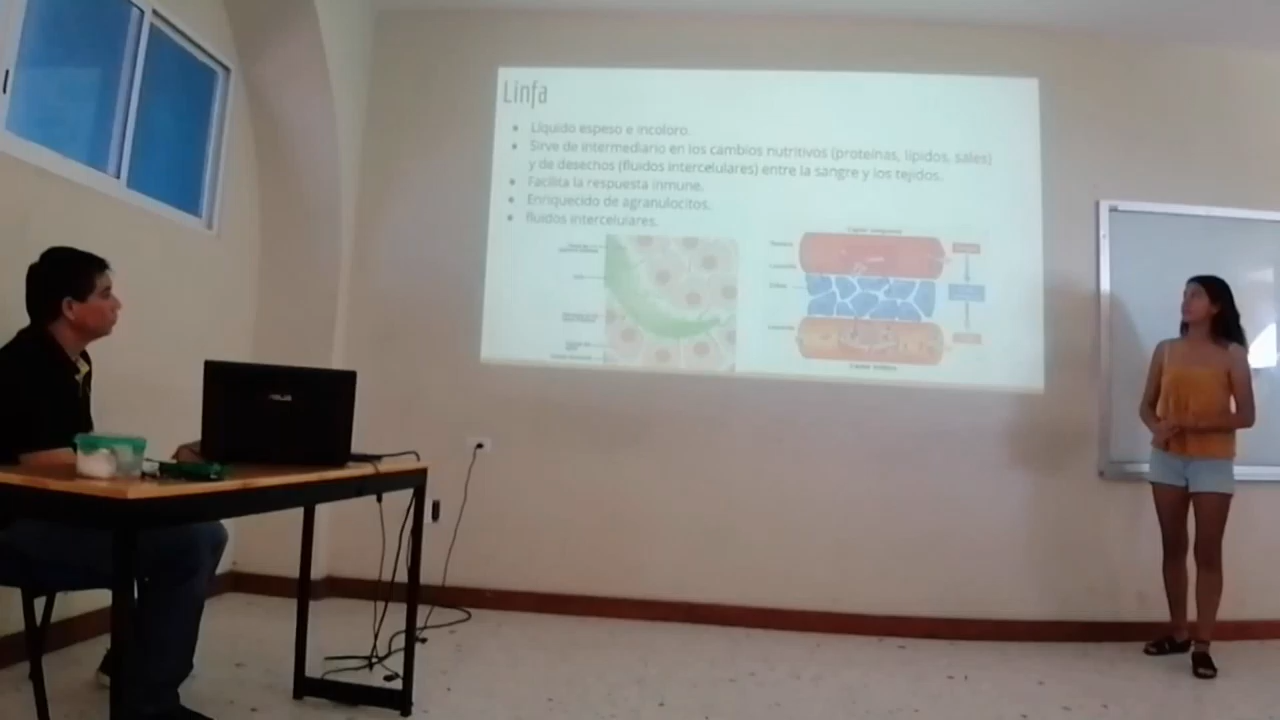 Linfa
Líquido espeso e incoloro.
Sirve de intermediario en los cambios nutritivos (proteínas, lípidos, sales)
y de desechos (fluidos intercelulares) entre la sangre y los tejidos.
Facilita la respuesta inmune.
Enriquecido de agranulocitos.
fluidos intercelulares.
ASUS